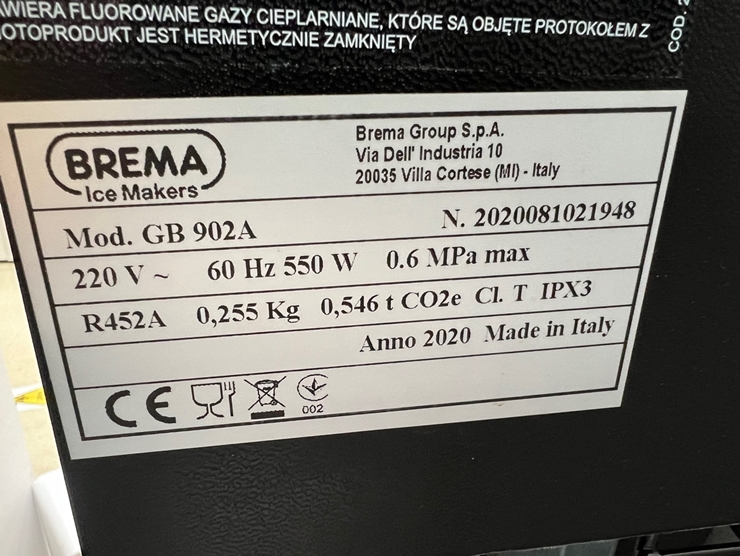 WIERA FLUOROWANE GAZY CIEPLARNIANE, KTÓRE SĄ OBJĘTE PROTOKOŁEM Z
OTOPRODUKT JEST HERMETYCZNIE ZAMKNIĘTY
COD. 2
BREMA
Ice Makers
Brema Group S.p.A.
Via Dell' Industria 10
20035 Villa Cortese (MI) - Italy
Mod. GB 902A N. 2020081021948
220 V ~ 60 Hz 550 W 0.6 MPa max
R452A 0,255 Kg 0,546 t CO2e Cl. T IPX3
Anno 2020 Made in Italy
CE
002